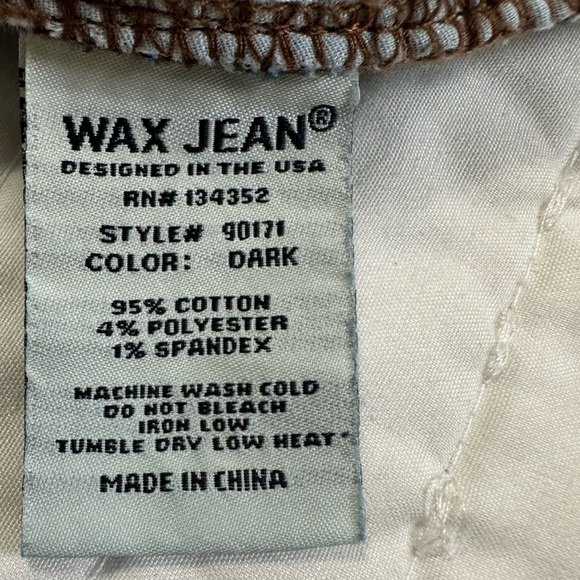 WAX JEAN®
DESIGNED IN THE USA
RN# 134352
STYLE# 90171
COLOR: DARK
95% COTTON
4% POLYESTER
1% SPANDEX
MACHINE WASH COLD
DO NOT BLEACH
IRON LOW
TUMBLE DRY LOW HEAT
MADE IN CHINA